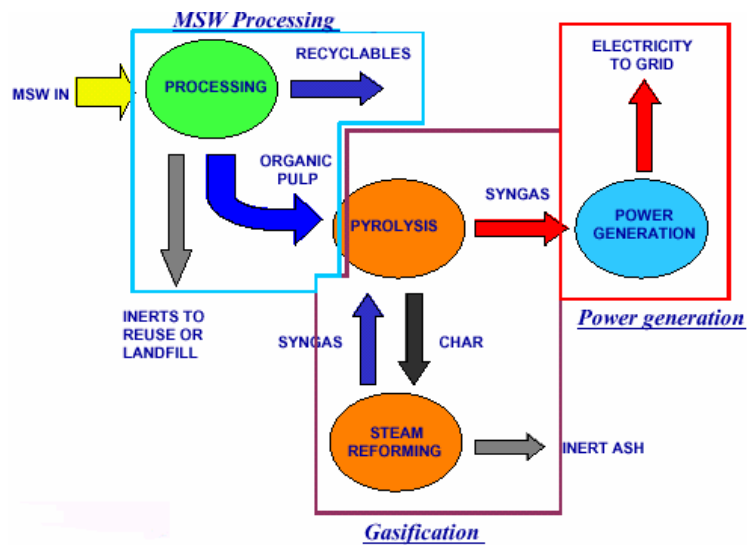 MSW Processing
MSW IN
PROCESSING
RECYCLABLES
ORGANIC
PULP
INERTS TO
REUSE OR
LANDFILL
PYROLYSIS
SYNGAS
ELECTRICITY
TO GRID
POWER
GENERATION
Power generation
SYNGAS
CHAR
STEAM
REFORMING
INERT ASH
Gasification